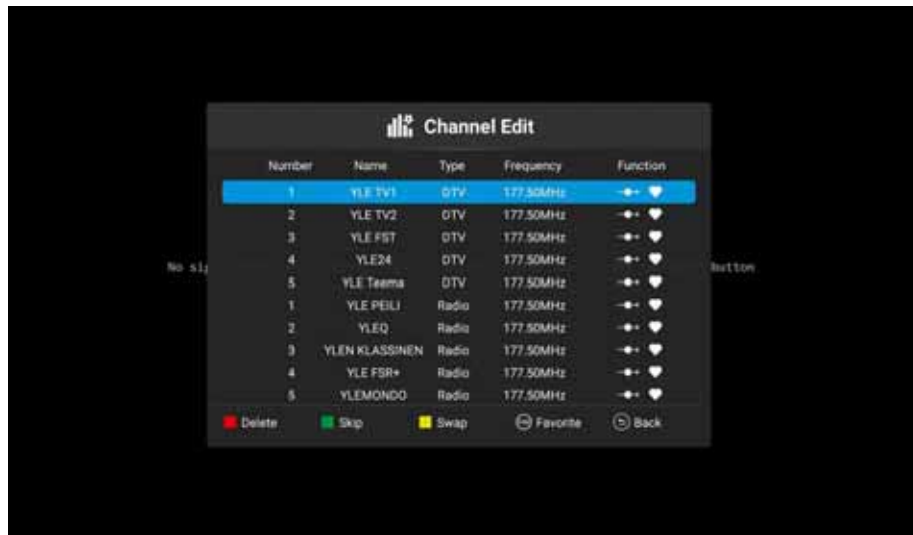 Channel Edit
Number Name Type Frequency Function
1 YLE TV1 DTV 177.50MHz
2 YLE TV2 DTV 177.50MHz
3 YLE FST DTV 177.50MHz
4 YLE24 DTV 177.50MHz
No button
5 YLE Teema DTV 177.50MHz
1 YLE PEILI Radio 177.50MHz
2 YLEQ Radio 177.50MHz
3 YLEN KLASSINEN Radio 177.50MHz
4 YLE FSR+ Radio 177.50MHz
5 YLEMONDO Radio 177.50MHz
Delete Skip Swap Favorite Back